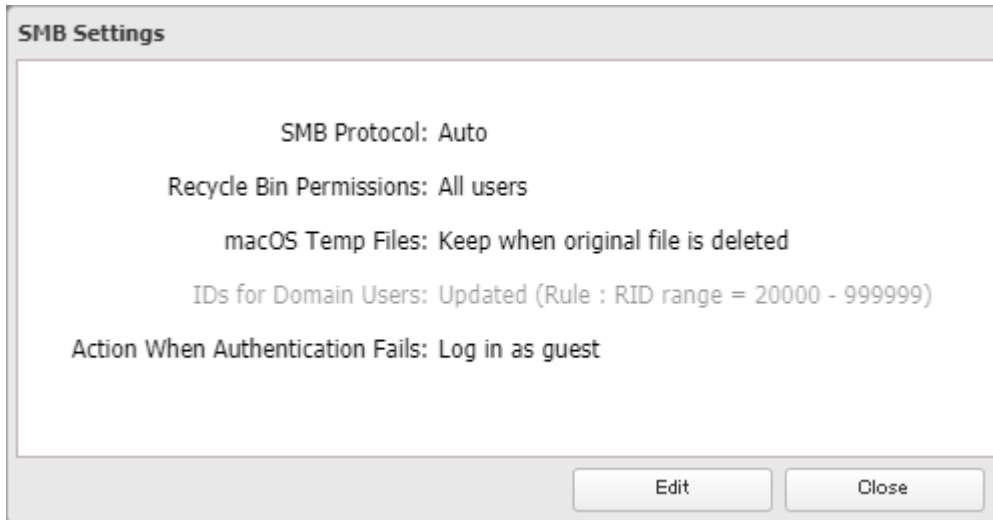 SMB Settings
SMB Protocol: Auto
Recycle Bin Permissions: All users
macOS Temp Files: Keep when original file is deleted
IDs for Domain Users: Updated (Rule : RID range = 20000 - 999999)
Action When Authentication Fails: Log in as guest
Edit Close